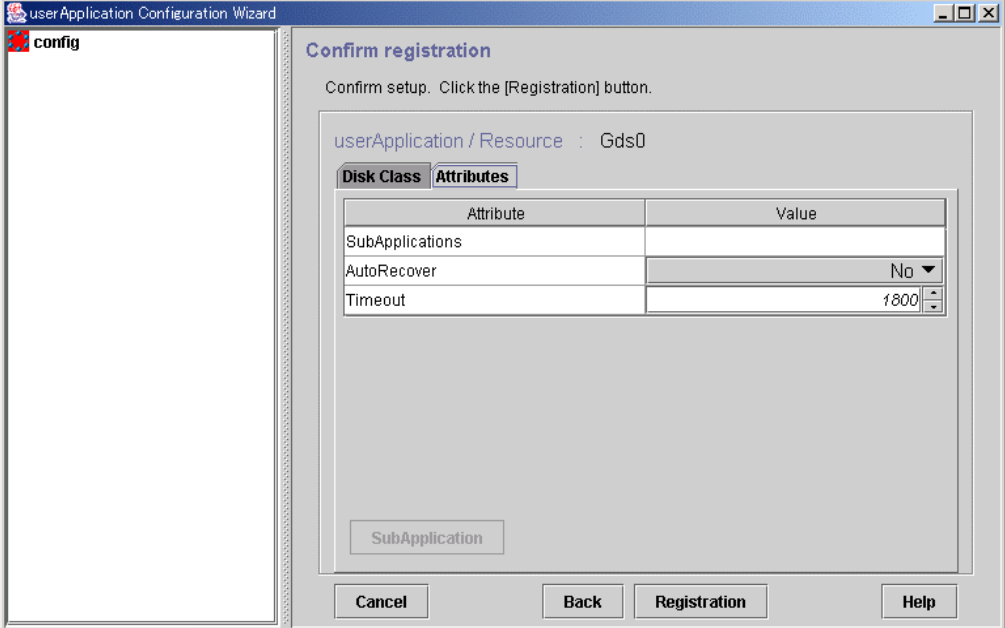 userApplication Configuration Wizard
config
Confirm registration
Confirm setup. Click the [Registration] button.
userApplication / Resource : Gds0
Disk Class Attributes
Attribute Value
SubApplications
AutoRecover No
Timeout 1800
SubApplication
Cancel Back Registration Help